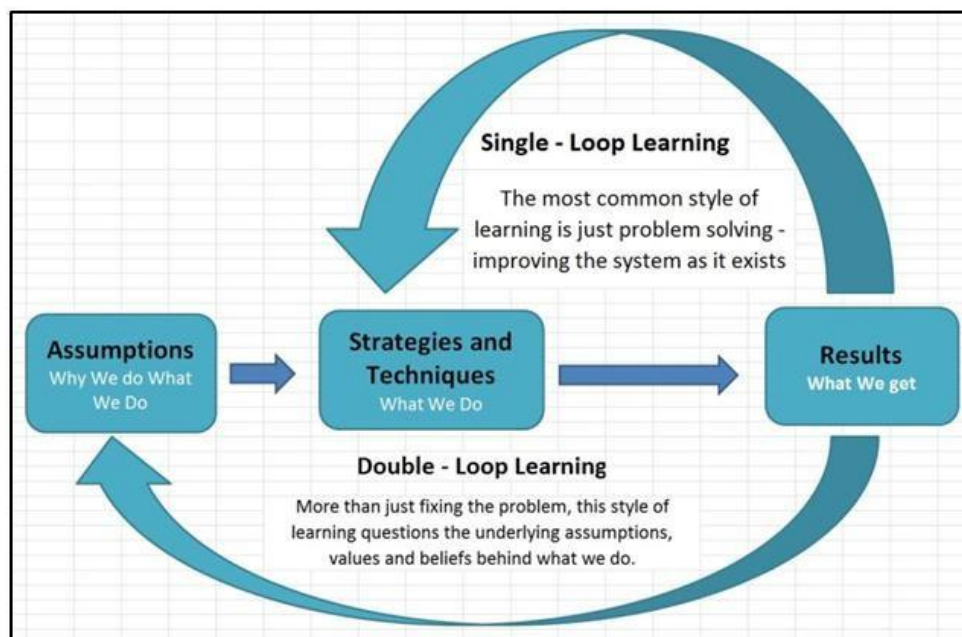 Single - Loop Learning
The most common style of
learning is just problem solving -
improving the system as it exists
Assumptions
Why We do What
We Do
Strategies and
Techniques
What We Do
Results
What We get
Double - Loop Learning
More than just fixing the problem, this style of
learning questions the underlying assumptions,
values and beliefs behind what we do.